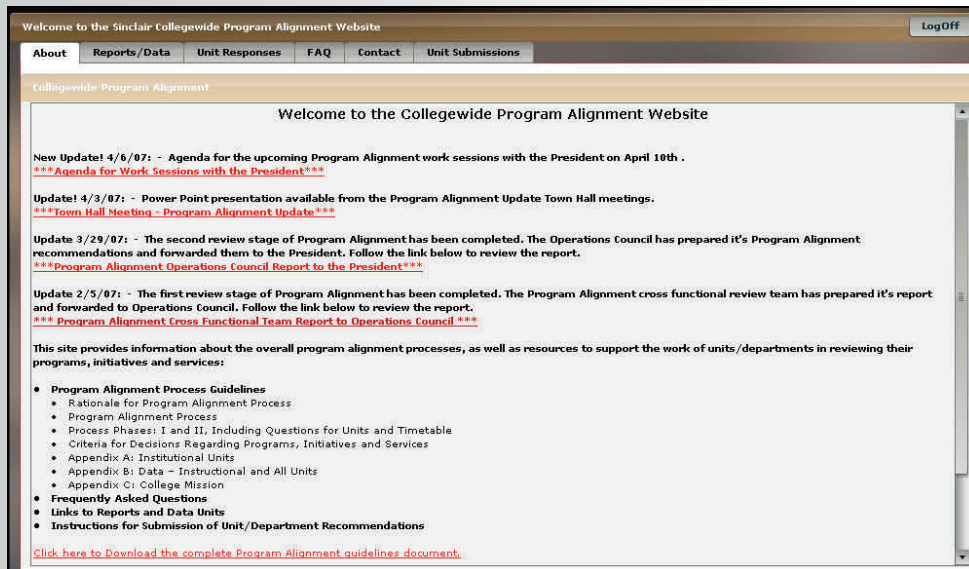 Welcome to the Sinclair Collegewide Program Alignment Website
LogOff
About Reports/Data Unit Responses FAQ Contact Unit Submissions
Collegewide Program Alignment
Welcome to the Collegewide Program Alignment Website
New Update! 4/6/07: - Agenda for the upcoming Program Alignment work sessions with the President on April 10th .
***Agenda for Work Sessions with the President***
Update! 4/3/07: - Power Point presentation available from the Program Alignment Update Town Hall meetings.
***Town Hall Meeting - Program Alignment Update***
Update 3/29/07: - The second review stage of Program Alignment has been completed. The Operations Council has prepared it's Program Alignment
recommendations and forwarded them to the President. Follow the link below to review the report.
***Program Alignment Operations Council Report to the President***
Update 2/5/07: - The first review stage of Program Alignment has been completed. The Program Alignment cross functional review team has prepared it's report
and forwarded to Operations Council. Follow the link below to review the report.
*** Program Alignment Cross Functional Team Report to Operations Council ***
This site provides information about the overall program alignment processes, as well as resources to support the work of units/departments in reviewing their
programs, initiatives and services:
• Program Alignment Process Guidelines
• Rationale for Program Alignment Process
• Program Alignment Process
• Process Phases: I and II, Including Questions for Units and Timetable
• Criteria for Decisions Regarding Programs, Initiatives and Services
• Appendix A: Institutional Units
• Appendix B: Data – Instructional and All Units
• Appendix C: College Mission
• Frequently Asked Questions
• Links to Reports and Data Units
• Instructions for Submission of Unit/Department Recommendations
Click here to Download the complete Program Alignment guidelines document.